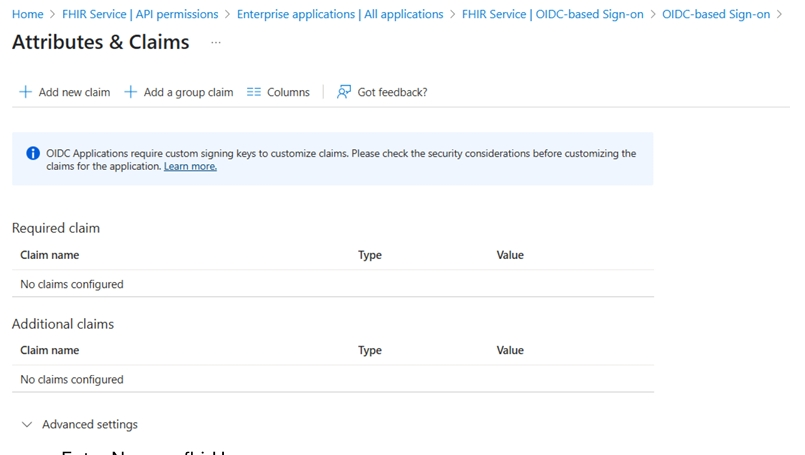 Home > FHIR Service | API permissions > Enterprise applications | All applications > FHIR Service | OIDC-based Sign-on > OIDC-based Sign-on >
Attributes & Claims ...
+ Add new claim + Add a group claim Columns | Got feedback?
OIDC Applications require custom signing keys to customize claims. Please check the security considerations before customizing the
claims for the application. Learn more.
Required claim
Claim name Type Value
No claims configured
Additional claims
Claim name Type Value
No claims configured
Advanced settings